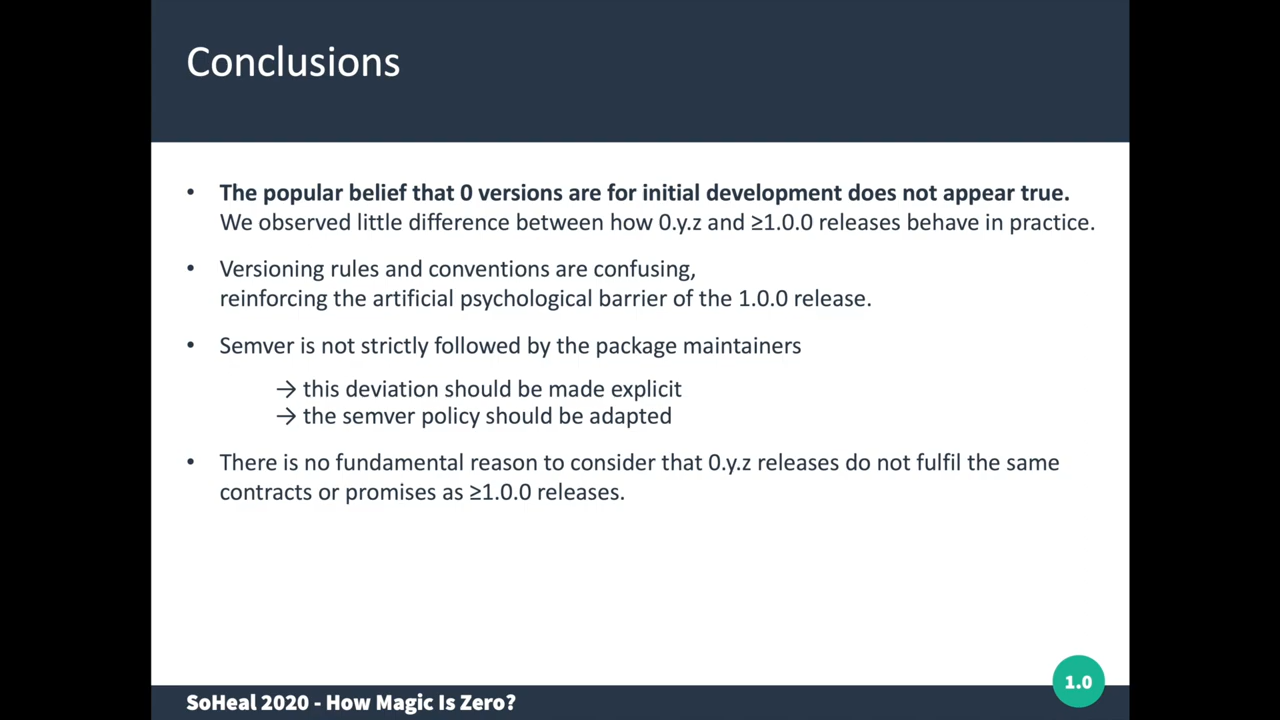 Conclusions
• The popular belief that 0 versions are for initial development does not appear true.
We observed little difference between how 0.y.z and ≥1.0.0 releases behave in practice.
• Versioning rules and conventions are confusing,
reinforcing the artificial psychological barrier of the 1.0.0 release.
• Semver is not strictly followed by the package maintainers
→ this deviation should be made explicit
→ the semver policy should be adapted
• There is no fundamental reason to consider that 0.y.z releases do not fulfil the same
contracts or promises as ≥1.0.0 releases.
1.0
SoHeal 2020 - How Magic Is Zero?